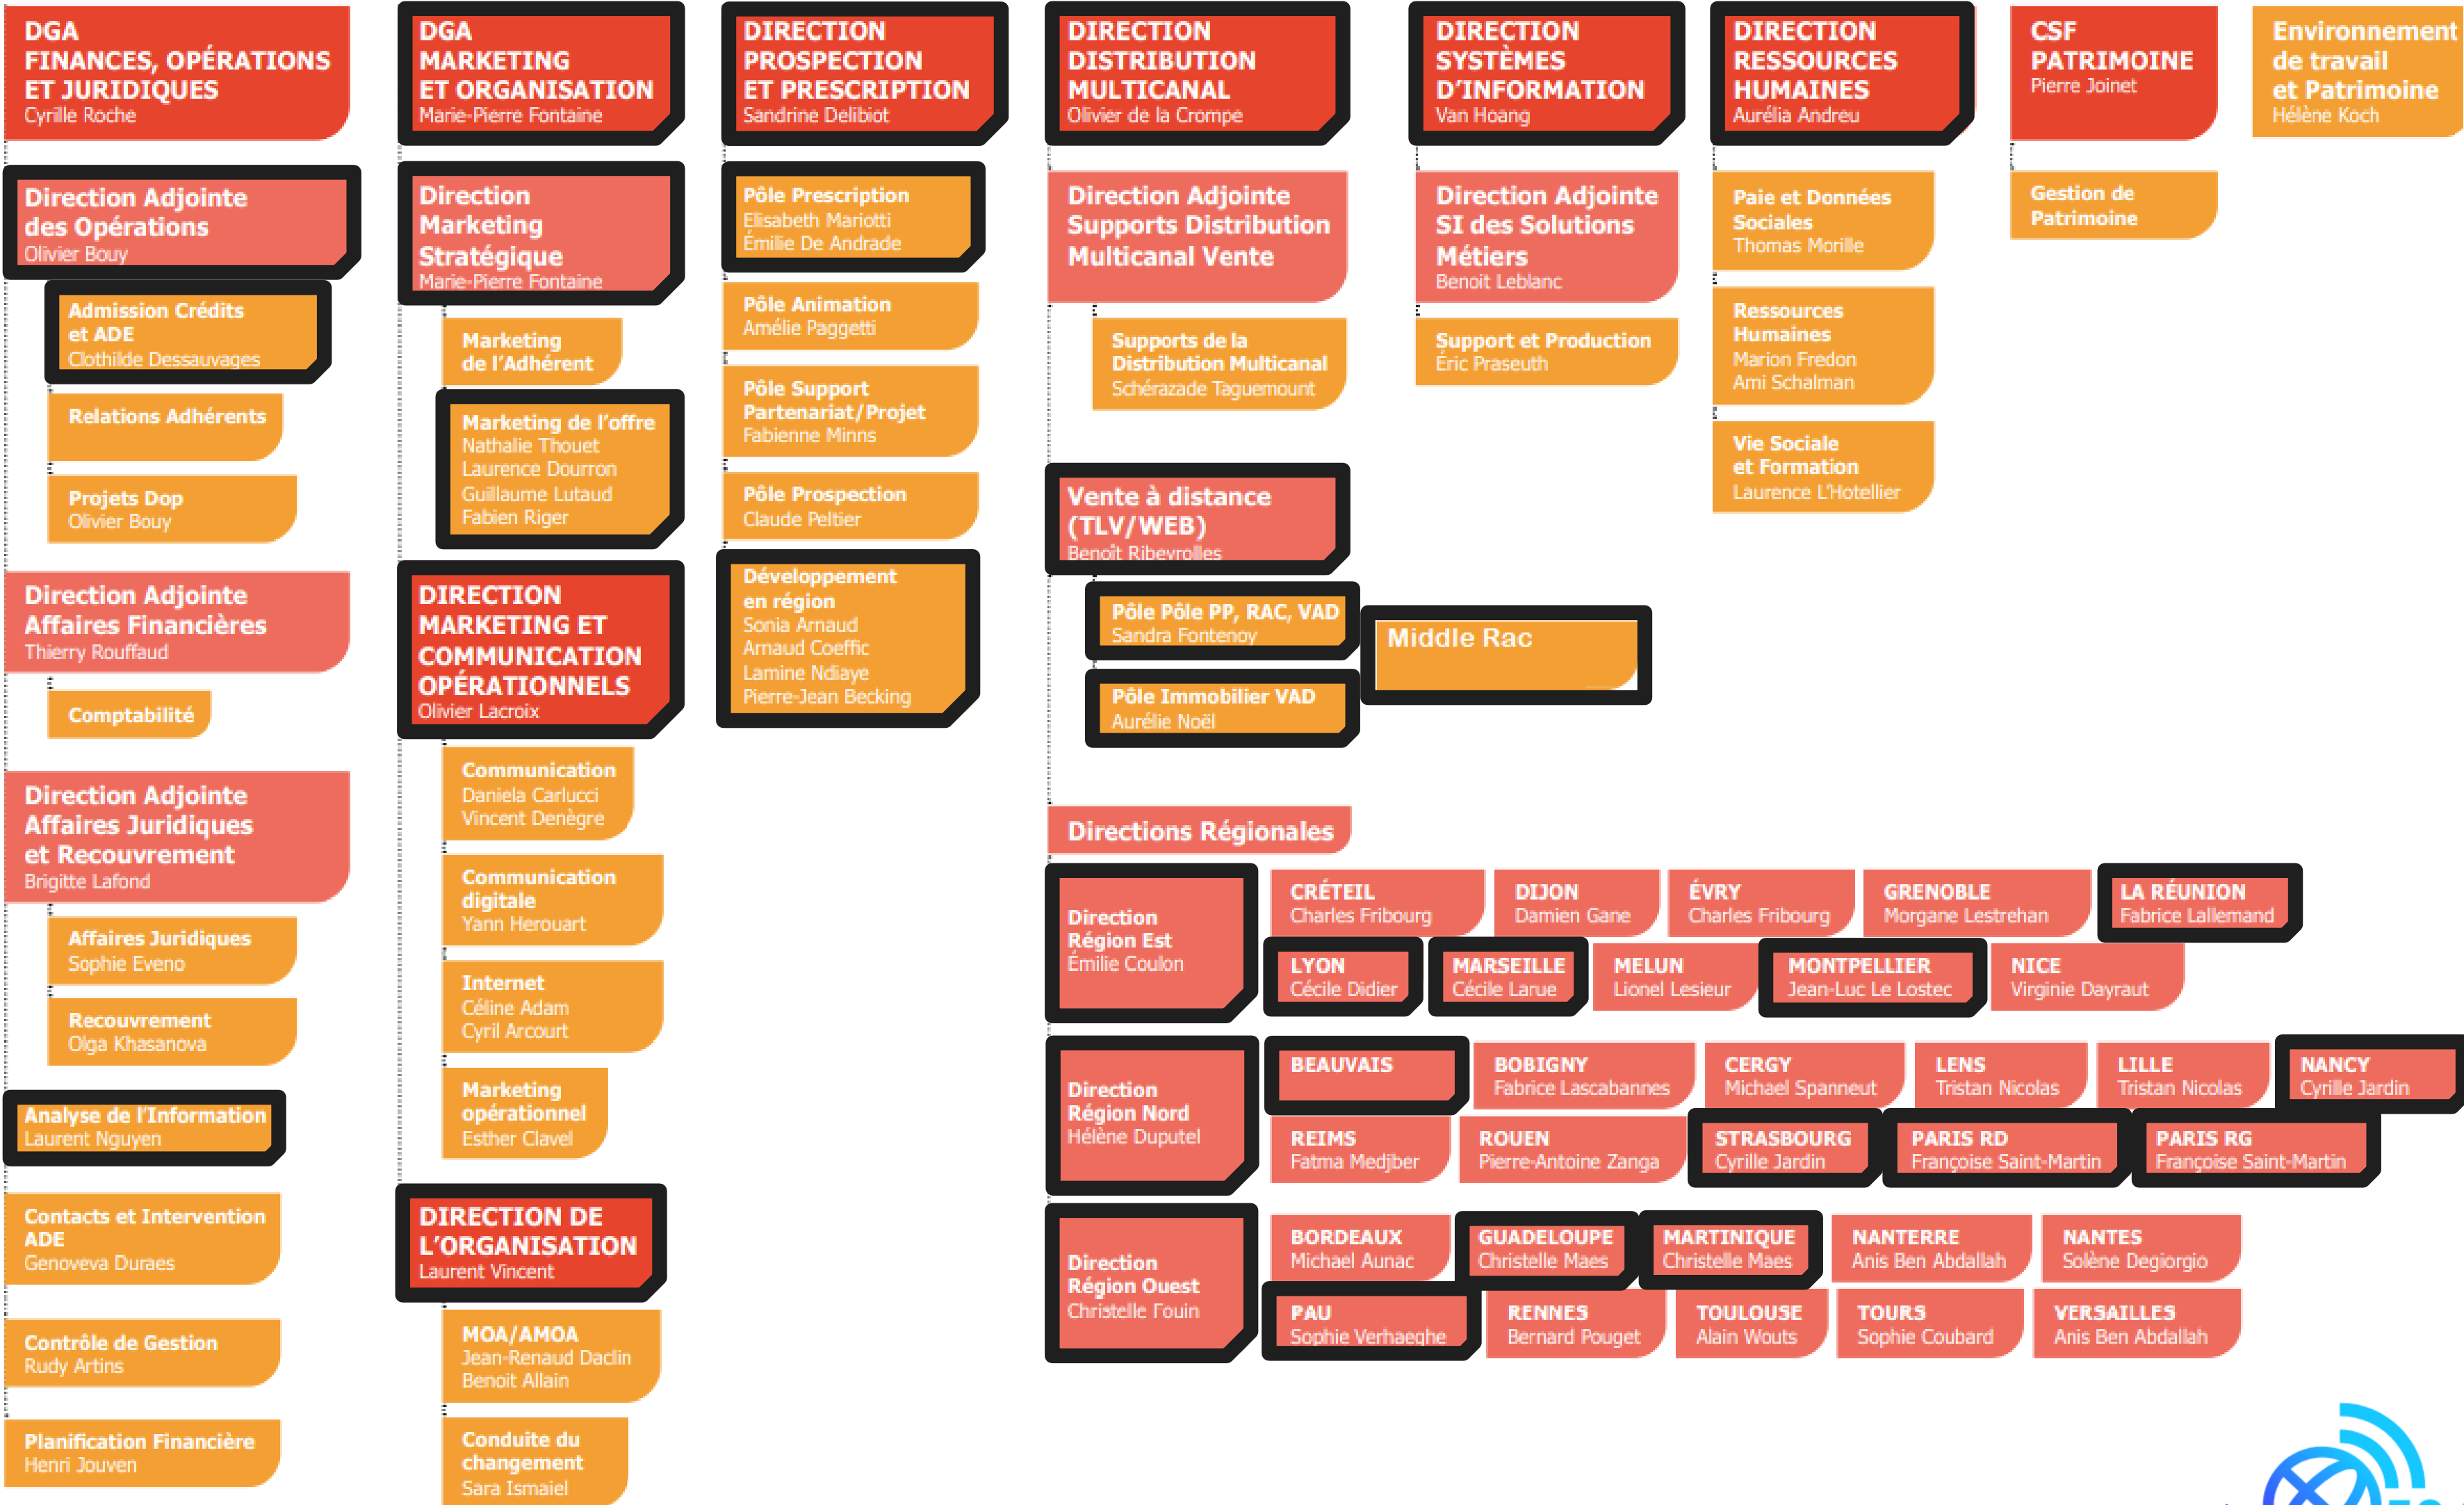 DGA
FINANCES, OPÉRATIONS
ET JURIDIQUES
Cyrille Roche
Direction Adjointe
des Opérations
Olivier Bouy
Admission Crédits
et ADE
Clothilde Dessauvages
Relations Adhérents
Projets Dop
Olivier Bouy
Direction Adjointe
Affaires Financières
Thierry Rouffaud
Comptabilité
Direction Adjointe
Affaires Juridiques
et Recouvrement
Brigitte Lafond
Affaires Juridiques
Sophie Eveno
Recouvrement
Olga Khasanova
Analyse de l'Information
Laurent Nguyen
Contacts et Intervention
ADE
Genoveva Duraes
Contrôle de Gestion
Rudy Artins
Planification Financière
Henri Jouven
DGA
MARKETING
ET ORGANISATION
Marie-Pierre Fontaine
Direction
Marketing
Stratégique
Marie-Pierre Fontaine
Marketing
de l'Adhérent
Marketing de l'offre
Nathalie Thouet
Laurence Dourron
Guillaume Lutaud
Fabien Riger
DIRECTION
MARKETING ET
COMMUNICATION
OPÉRATIONNELS
Olivier Lacroix
Communication
Daniela Carlucci
Vincent Denègre
Communication
digitale
Yann Herouart
Internet
Céline Adam
Cyril Arcourt
Marketing
opérationnel
Esther Clavel
DIRECTION DE
L'ORGANISATION
Laurent Vincent
MOA/AMOA
Jean-Renaud Daclin
Benoit Allain
Conduite du
changement
Sara Ismaiel
DIRECTION
PROSPECTION
ET PRESCRIPTION
Sandrine Delibiot
Pôle Prescription
Elisabeth Mariotti
Émilie De Andrade
Pôle Animation
Amélie Paggetti
Pôle Support
Partenariat/Projet
Fabienne Minns
Pôle Prospection
Claude Peltier
Développement
en région
Sonia Arnaud
Arnaud Coeffic
Lamine Ndiaye
Pierre-Jean Becking
DIRECTION
DISTRIBUTION
MULTICANAL
Olivier de la Crompe
Direction Adjointe
Supports Distribution
Multicanal Vente
Supports de la
Distribution Multicanal
Schérazade Taguemount
Vente à distance
(TLV/WEB)
Benoît Ribeyrolles
Pôle Pôle PP, RAC, VAD
Sandra Fontenoy
Middle Rac
Pôle Immobilier VAD
Aurélie Noël
DIRECTION
SYSTÈMES
D'INFORMATION
Van Hoang
Direction Adjointe
SI des Solutions
Métiers
Benoit Leblanc
Support et Production
Éric Praseuth
DIRECTION
RESSOURCES
HUMAINES
Aurélia Andreu
Paie et Données
Sociales
Thomas Morille
Ressources
Humaines
Marion Fredon
Ami Schalman
Vie Sociale
et Formation
Laurence L'Hotellier
CSF
PATRIMOINE
Pierre Joinet
Gestion de
Patrimoine
Environnement
de travail
et Patrimoine
Hélène Koch
Directions Régionales
Direction
Région Est
Émilie Coulon
CRÉTEIL
Charles Fribourg
DIJON
Damien Gane
ÉVRY
Charles Fribourg
GRENOBLE
Morgane Lestrehan
LA RÉUNION
Fabrice Lallemand
LYON
Cécile Didier
MARSEILLE
Cécile Larue
MELUN
Lionel Lesieur
MONTPELLIER
Jean-Luc Le Lostec
NICE
Virginie Dayraut
Direction
Région Nord
Hélène Duputel
BEAUVAIS
BOBIGNY
Fabrice Lascabannes
CERGY
Michael Spanneut
LENS
Tristan Nicolas
LILLE
Tristan Nicolas
NANCY
Cyrille Jardin
REIMS
Fatma Medjber
ROUEN
Pierre-Antoine Zanga
STRASBOURG
Cyrille Jardin
PARIS RD
Françoise Saint-Martin
PARIS RG
Françoise Saint-Martin
Direction
Région Ouest
Christelle Fouin
BORDEAUX
Michael Aunac
GUADELOUPE
Christelle Maes
MARTINIQUE
Christelle Maes
NANTERRE
Anis Ben Abdallah
NANTES
Solène Degiorgio
PAU
Sophie Verhaeghe
RENNES
Bernard Pouget
TOULOUSE
Alain Wouts
TOURS
Sophie Coubard
VERSAILLES
Anis Ben Abdallah